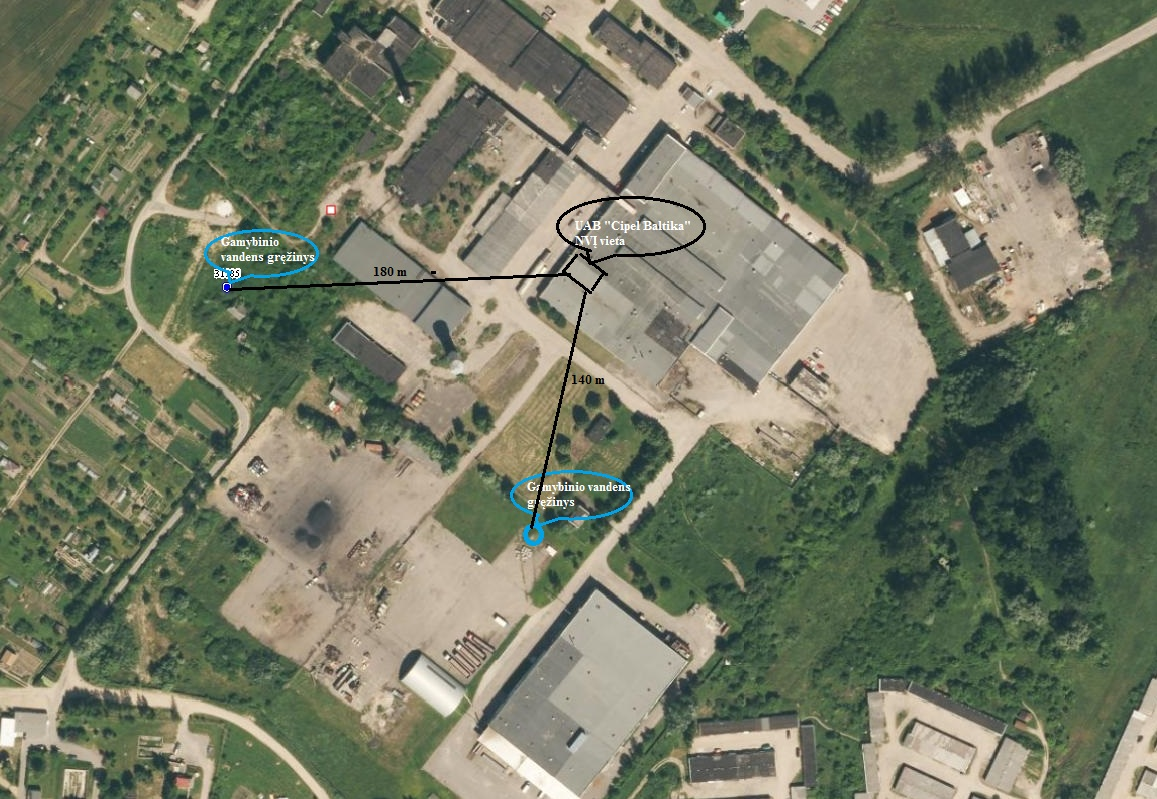 UAB "Cipel Baltika"
NVĮ vieta
Gamybinio
vandens gręžinys
180 m
140 m
Gamybinio vandens
gręžinys